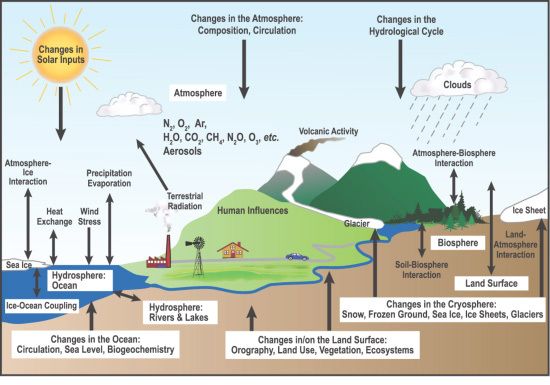 Changes in the Atmosphere:
Composition, Circulation
Changes in the
Hydrological Cycle
Changes in
Solar Inputs
Clouds
Atmosphere
N₂, O₂, Ar,
H₂O, CO₂, CH₄, N₂O, O₃, etc.
Aerosols
Volcanic Activity
Atmosphere-Biosphere
Interaction
Atmosphere-
Ice
Interaction
Precipitation
Evaporation
Terrestrial
Radiation
Heat
Exchange
Wind
Stress
Human Influences
Glacier
Ice Sheet
Land-
Atmosphere
Interaction
Biosphere
Soil-Biosphere
Interaction
Land Surface
Sea Ice
Hydrosphere:
Ocean
Ice-Ocean Coupling
Hydrosphere:
Rivers & Lakes
Changes in the Cryosphere:
Snow, Frozen Ground, Sea Ice, Ice Sheets, Glaciers
Changes in the Ocean:
Circulation, Sea Level, Biogeochemistry
Changes in/on the Land Surface:
Orography, Land Use, Vegetation, Ecosystems